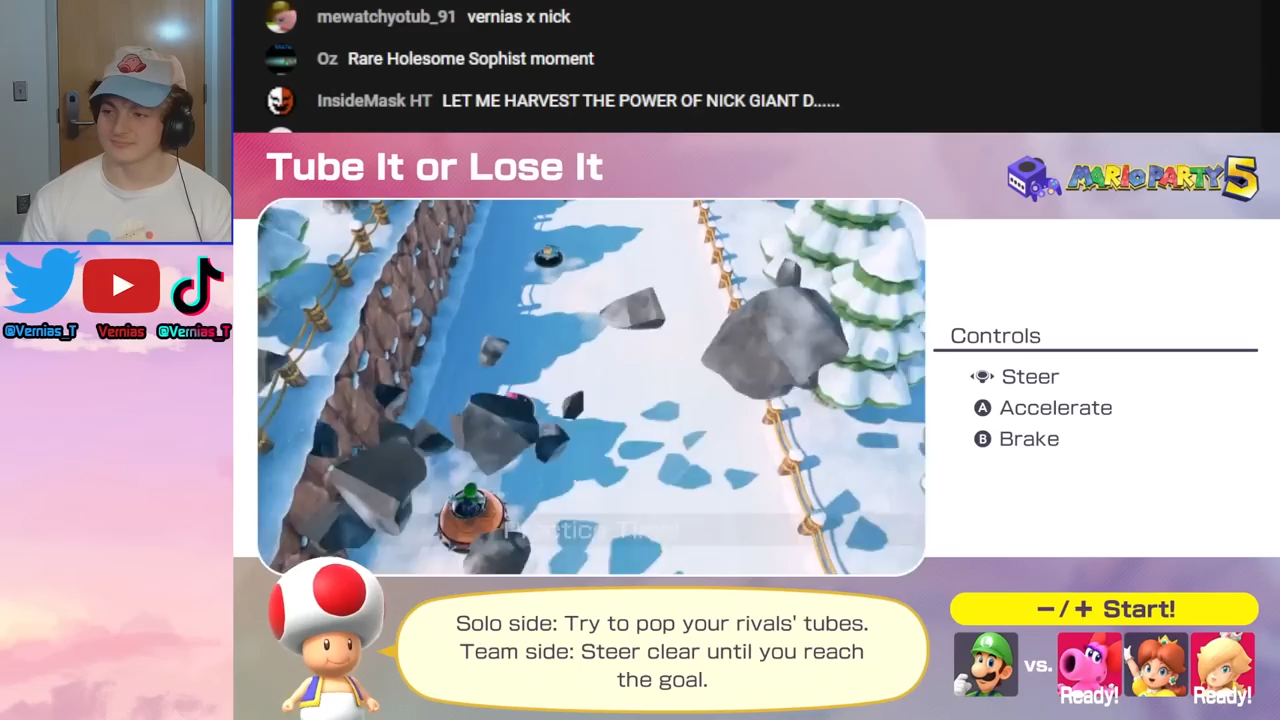 mewatchyotub_91 vernias x nick
Oz Rare Holesome Sophist moment
InsideMask HT LET ME HARVEST THE POWER OF NICK GIANT D......
Tube It or Lose It
MARIO PARTY 5
@Vernias_T
Vernias
@Vernias_T
Controls
Steer
A Accelerate
B Brake
Practice Time!
Solo side: Try to pop your rivals' tubes.
Team side: Steer clear until you reach
the goal.
−/+ Start!
vs.
Ready!
Ready!